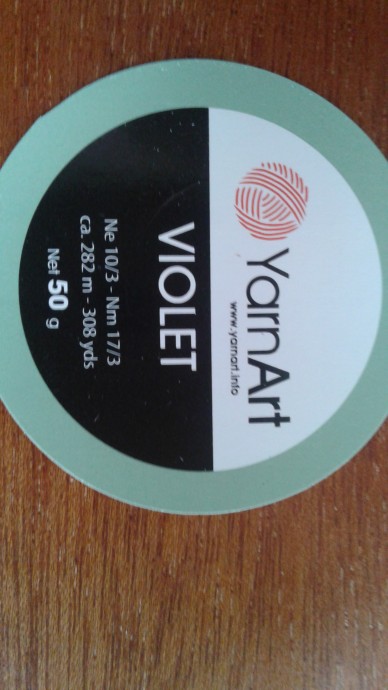 YarnArt
www.yarnart.info
VIOLET
Ne 10/3 - Nm 17/3
ca. 282 m - 308 yds
Net 50 g